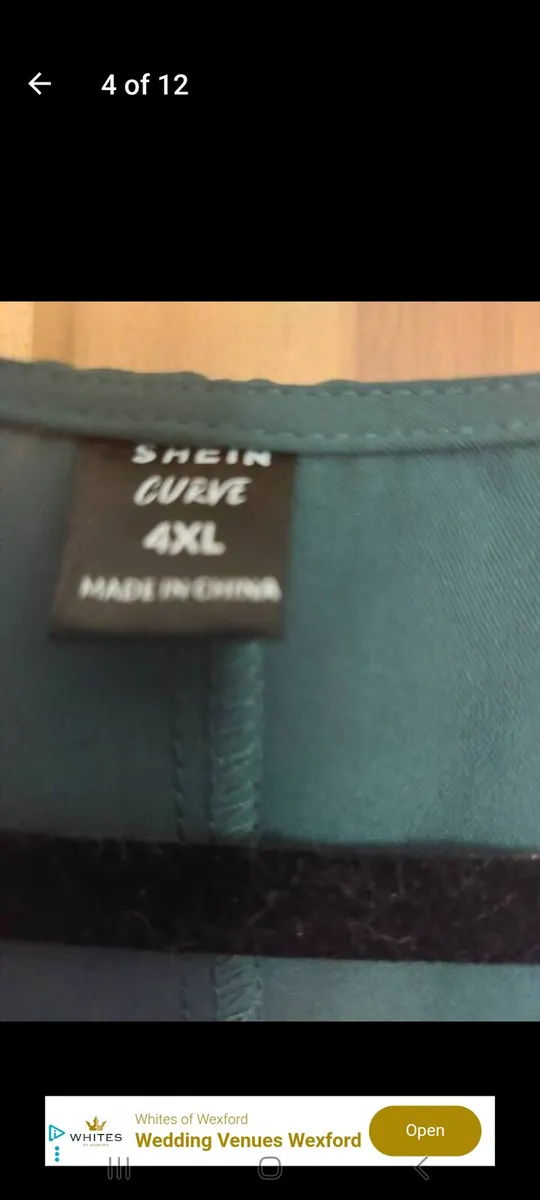 4 of 12
SHEIN
CURVE
4XL
MADE IN CHINA
Whites of Wexford
WHITES
Wedding Venues Wexford
Open